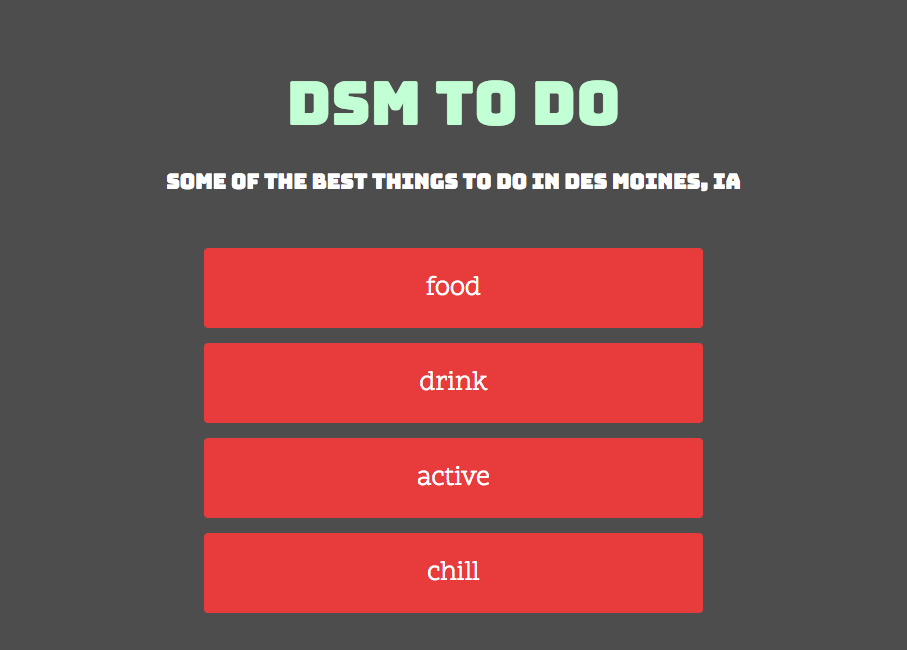 DSM TO DO
SOME OF THE BEST THINGS TO DO IN DES MOINES, IA
food
drink
active
chill